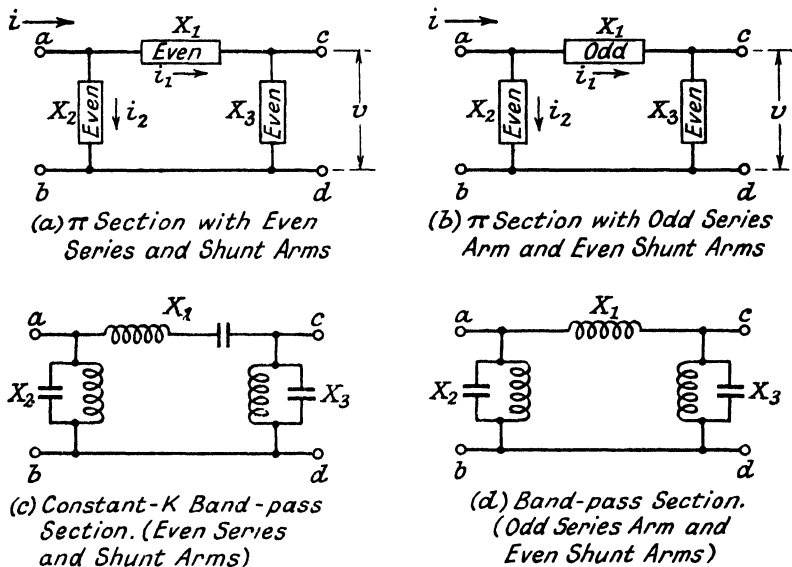 i
a
X1
c
Even
i1
X2
Even
i2
X3
Even
v
b
d
(a) π Section with Even
Series and Shunt Arms
i
a
X1
c
Odd
i1
X2
Even
i2
X3
Even
v
b
d
(b) π Section with Odd Series
Arm and Even Shunt Arms
a
X1
c
X2
X3
b
d
(c) Constant-K Band-pass
Section. (Even Series
and Shunt Arms)
a
X1
c
X2
X3
b
d
(d) Band-pass Section.
(Odd Series Arm and
Even Shunt Arms)